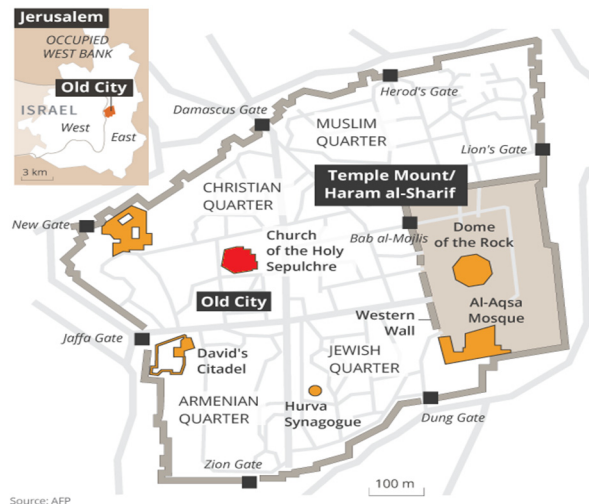 Jerusalem
OCCUPIED
WEST BANK
Old City
ISRAEL
West
East
3 km
Herod's Gate
Damascus Gate
MUSLIM
QUARTER
Lion's Gate
Temple Mount/
Haram al-Sharif
CHRISTIAN
QUARTER
New Gate
Bab al-Majlis
Dome
of the Rock
Church
of the Holy
Sepulchre
Old City
Al-Aqsa
Mosque
Western
Wall
Jaffa Gate
David's
Citadel
JEWISH
QUARTER
ARMENIAN
QUARTER
Hurva
Synagogue
Dung Gate
Zion Gate
100 m
Source: AFP